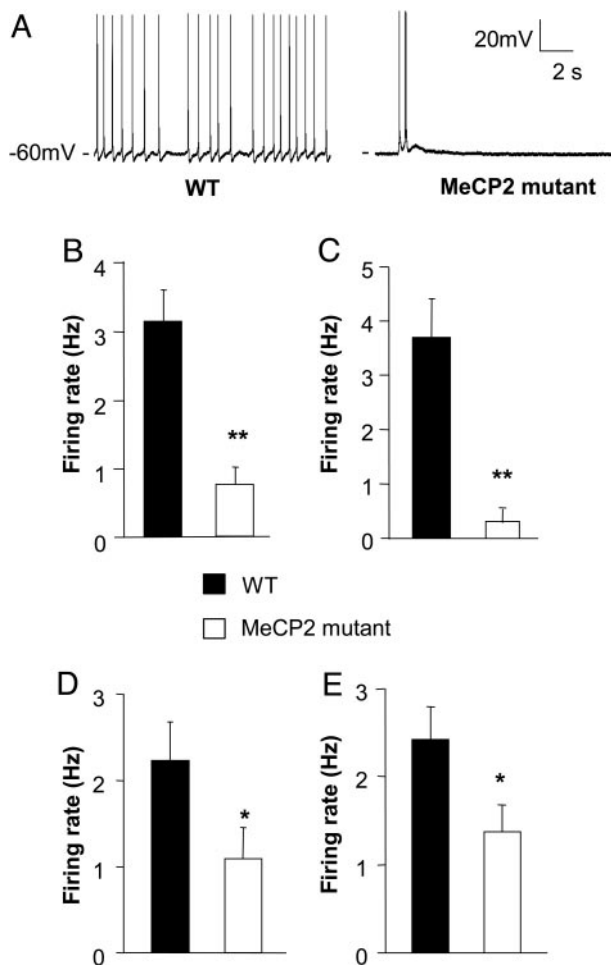 A
20mV
2 s
-60mV -
-
WT
MeCP2 mutant
B
C
Firing rate (Hz)
4
3
2
1
0
**
Firing rate (Hz)
5
4
3
2
1
0
**
WT
MeCP2 mutant
D
E
Firing rate (Hz)
3
2
1
0
*
Firing rate (Hz)
3
2
1
0
*